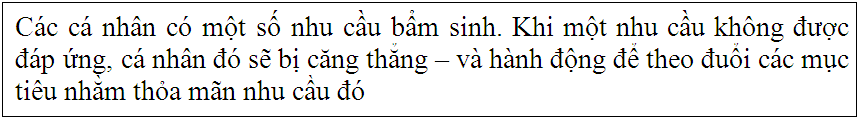 Các cá nhân có một số nhu cầu bẩm sinh. Khi một nhu cầu không được
đáp ứng, cá nhân đó sẽ bị căng thẳng – và hành động để theo đuổi các mục
tiêu nhằm thỏa mãn nhu cầu đó